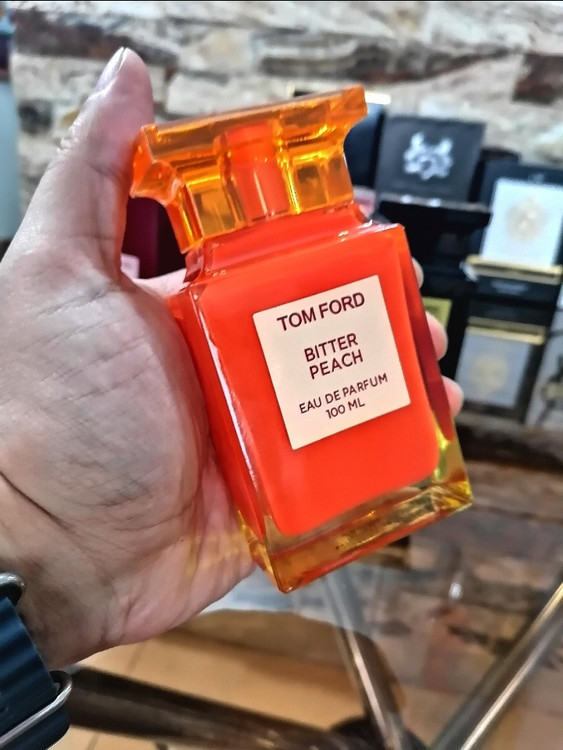 TOM FORD
BITTER
PEACH
EAU DE PARFUM
100 ML